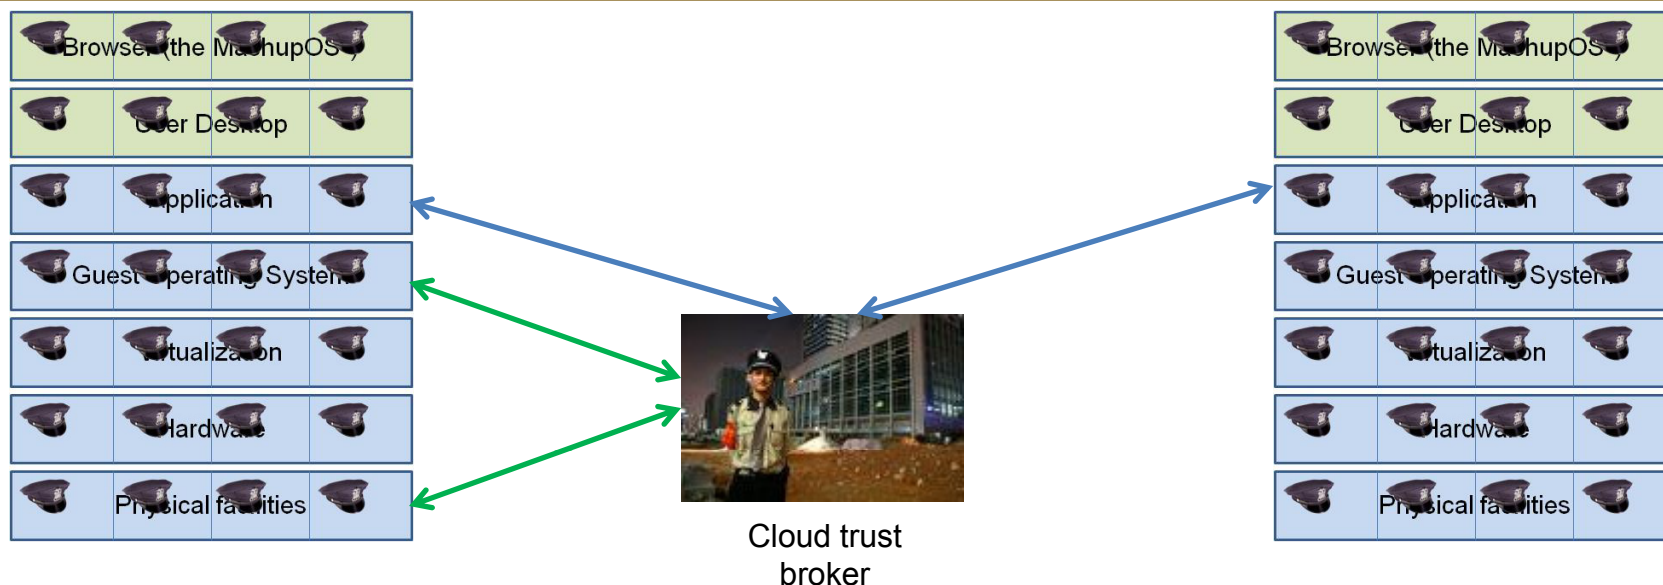 Browser (the MashupOS )
User Desktop
Application
Guest Operating System
Virtualization
Hardware
Physical facilities
Cloud trust
broker
Browser (the MashupOS )
User Desktop
Application
Guest Operating System
Virtualization
Hardware
Physical facilities